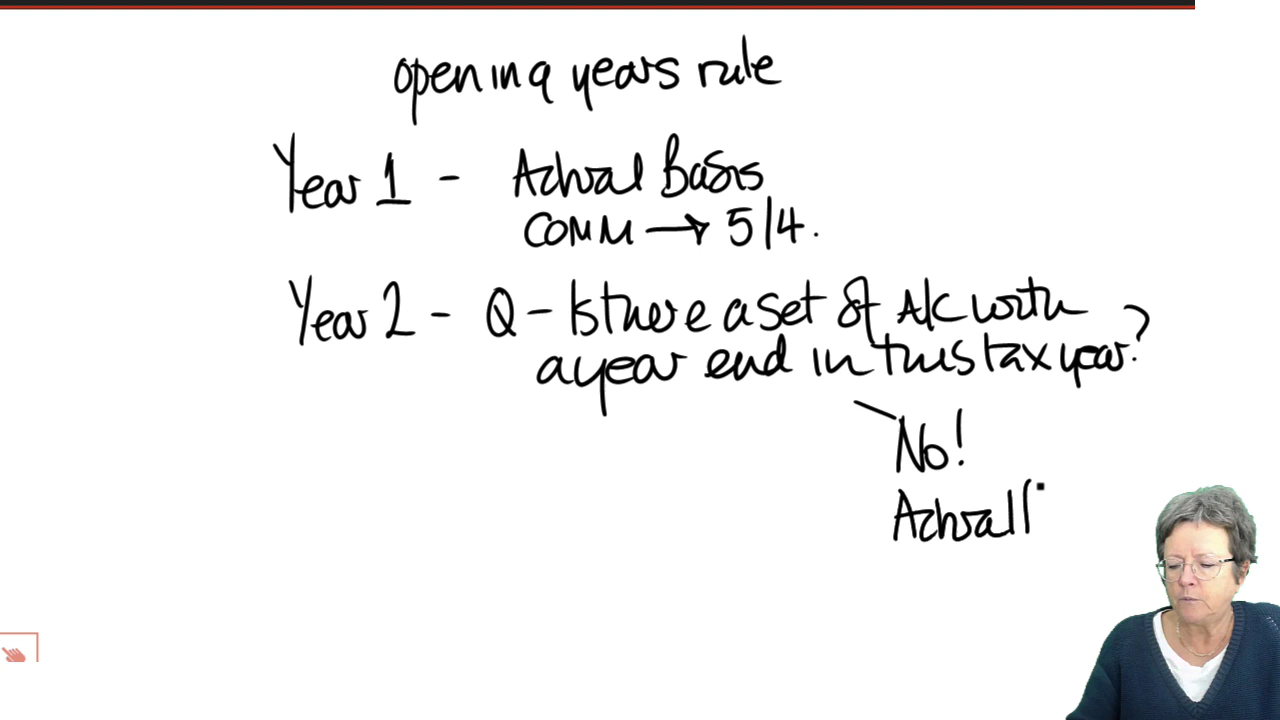 opening years rule
Year 1 - Actual Basis
COMM → 5/4.
Year 2 - Q - Is there a set of A/C with
a year end in this tax year?
No!
Actual